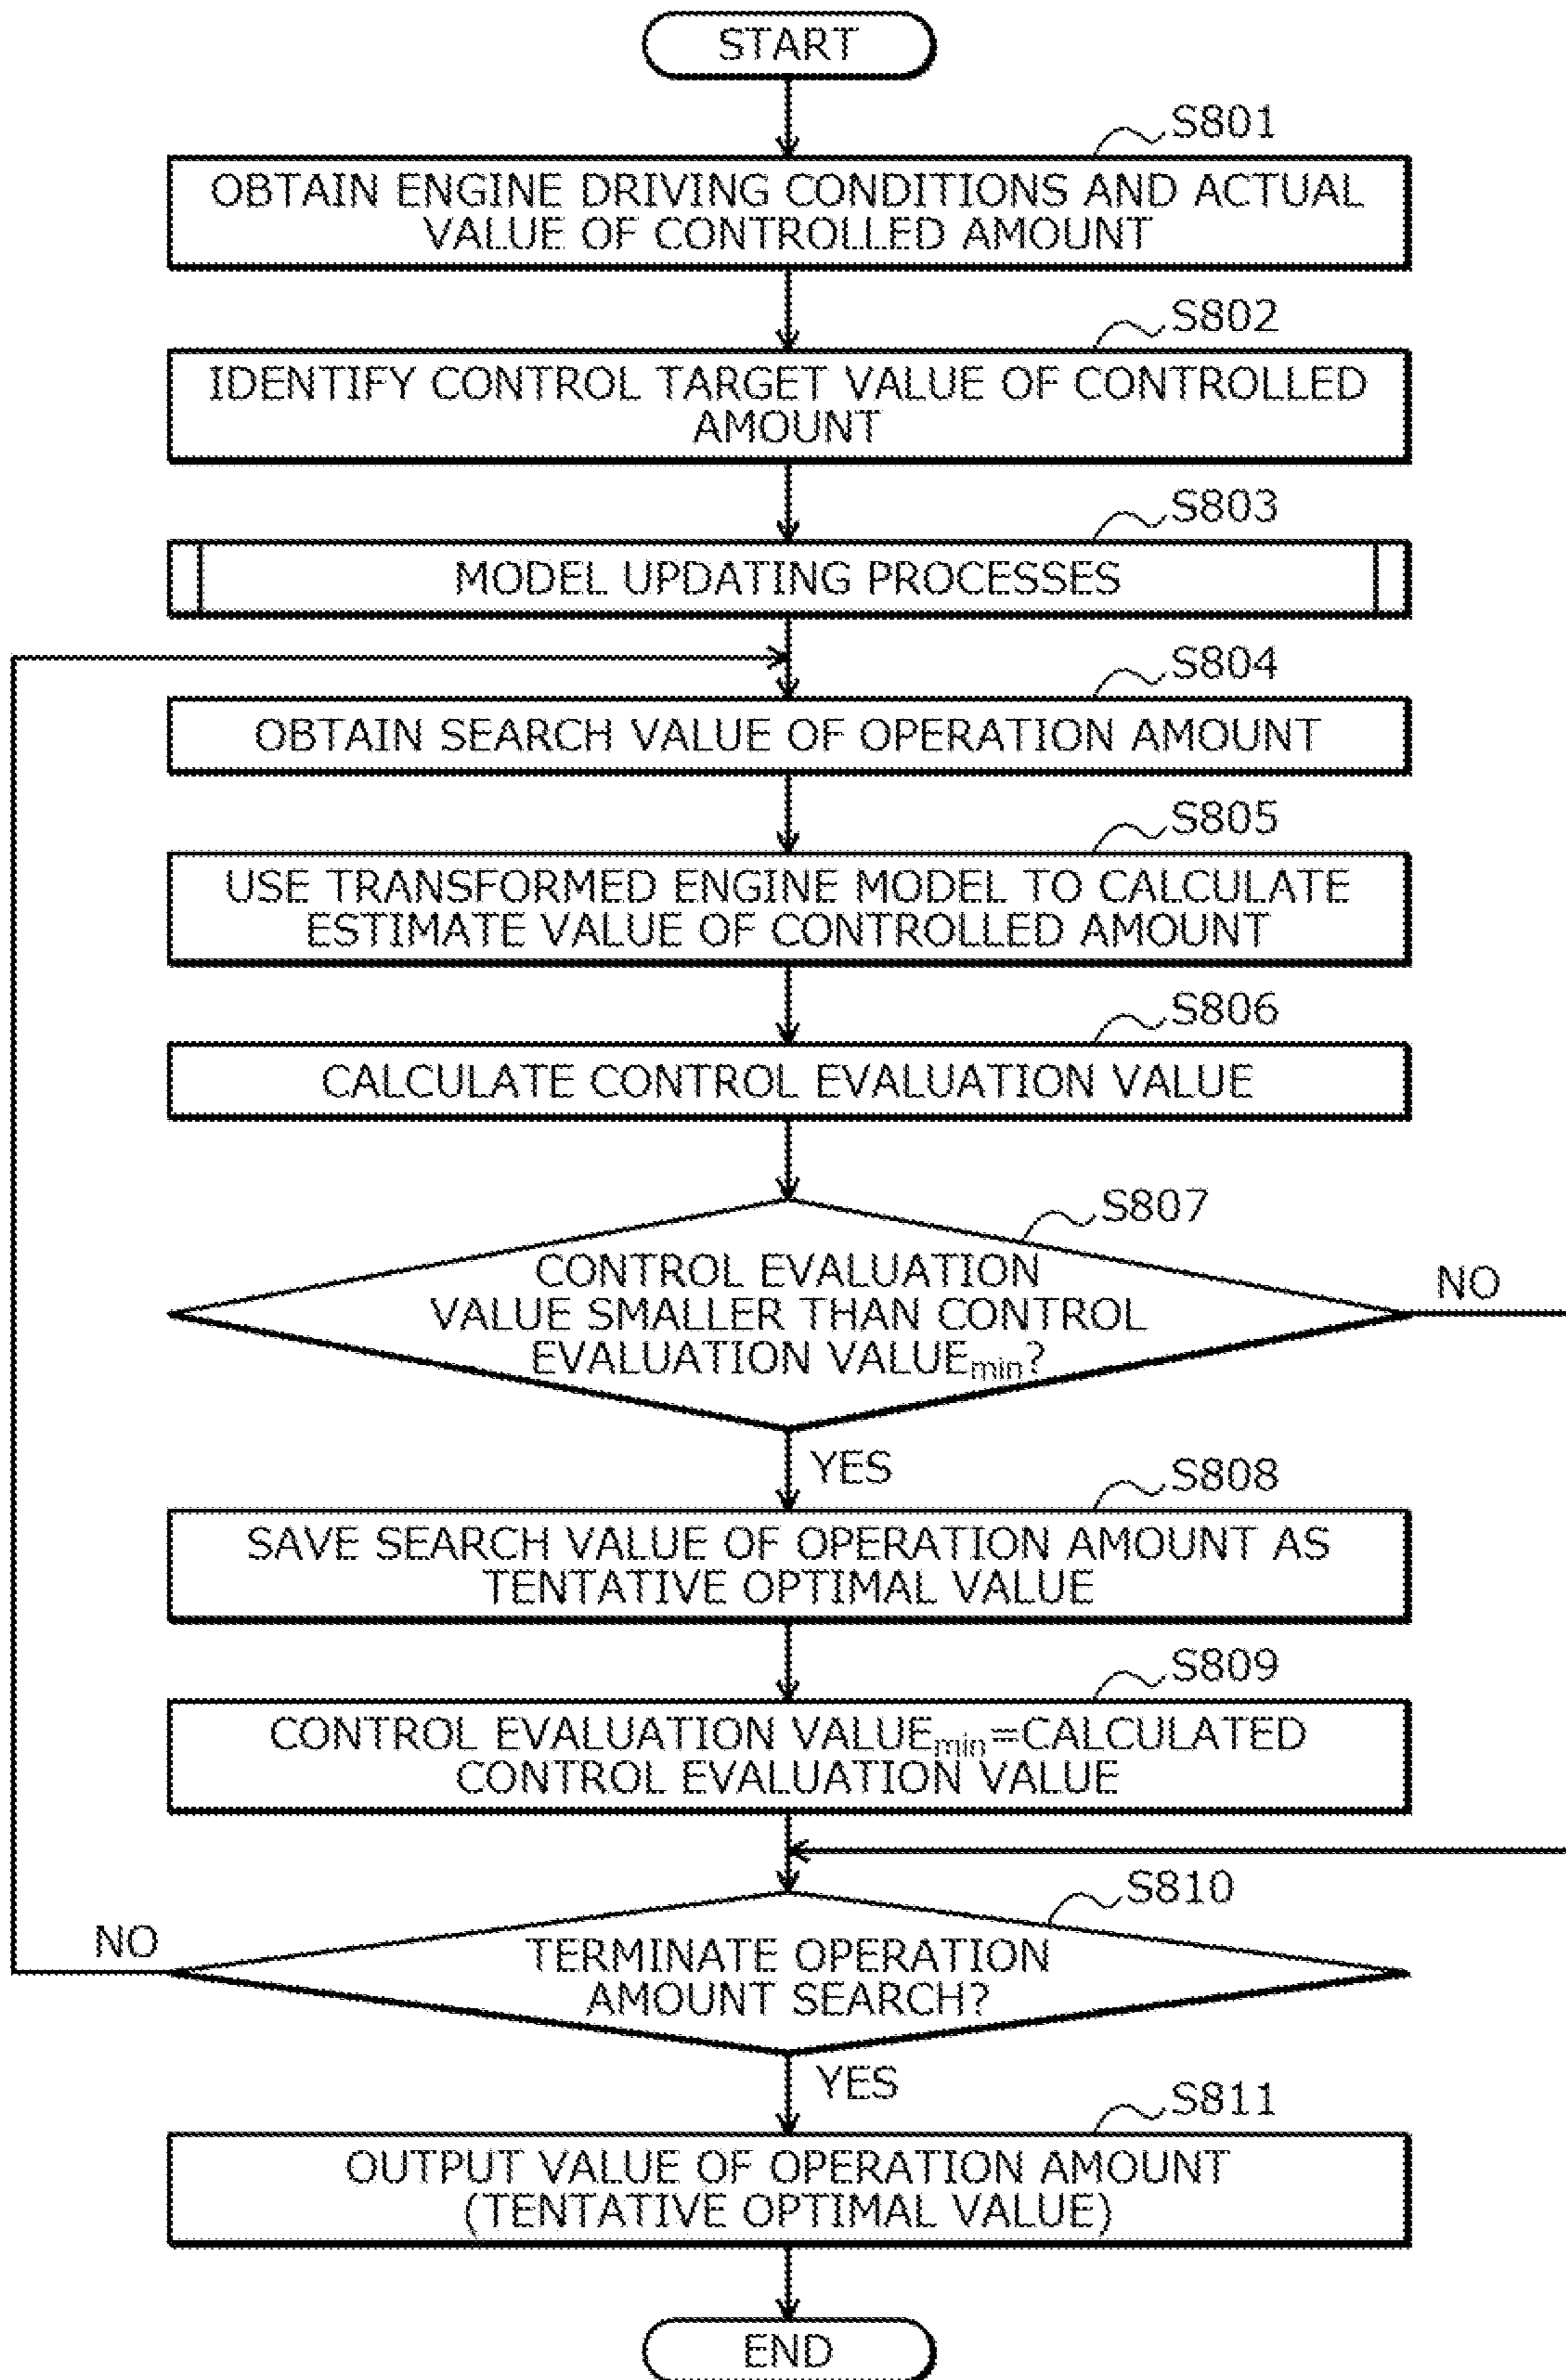 START
S801
OBTAIN ENGINE DRIVING CONDITIONS AND ACTUAL
VALUE OF CONTROLLED AMOUNT
S802
IDENTIFY CONTROL TARGET VALUE OF CONTROLLED
AMOUNT
S803
MODEL UPDATING PROCESSES
S804
OBTAIN SEARCH VALUE OF OPERATION AMOUNT
S805
USE TRANSFORMED ENGINE MODEL TO CALCULATE
ESTIMATE VALUE OF CONTROLLED AMOUNT
S806
CALCULATE CONTROL EVALUATION VALUE
S807
CONTROL EVALUATION
VALUE SMALLER THAN CONTROL
EVALUATION VALUEmin?
NO
YES
S808
SAVE SEARCH VALUE OF OPERATION AMOUNT AS
TENTATIVE OPTIMAL VALUE
S809
CONTROL EVALUATION VALUEmin=CALCULATED
CONTROL EVALUATION VALUE
S810
NO
TERMINATE OPERATION
AMOUNT SEARCH?
YES
S811
OUTPUT VALUE OF OPERATION AMOUNT
(TENTATIVE OPTIMAL VALUE)
END